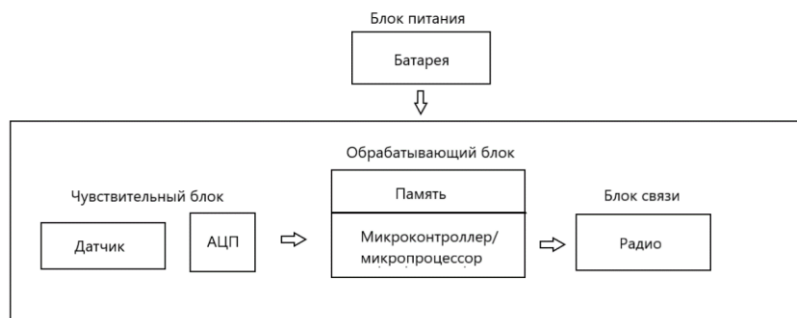 Блок питания
Батарея
Обрабатывающий блок
Чувствительный блок
Память
Блок связи
Датчик
АЦП
Микроконтроллер/
микропроцессор
Радио